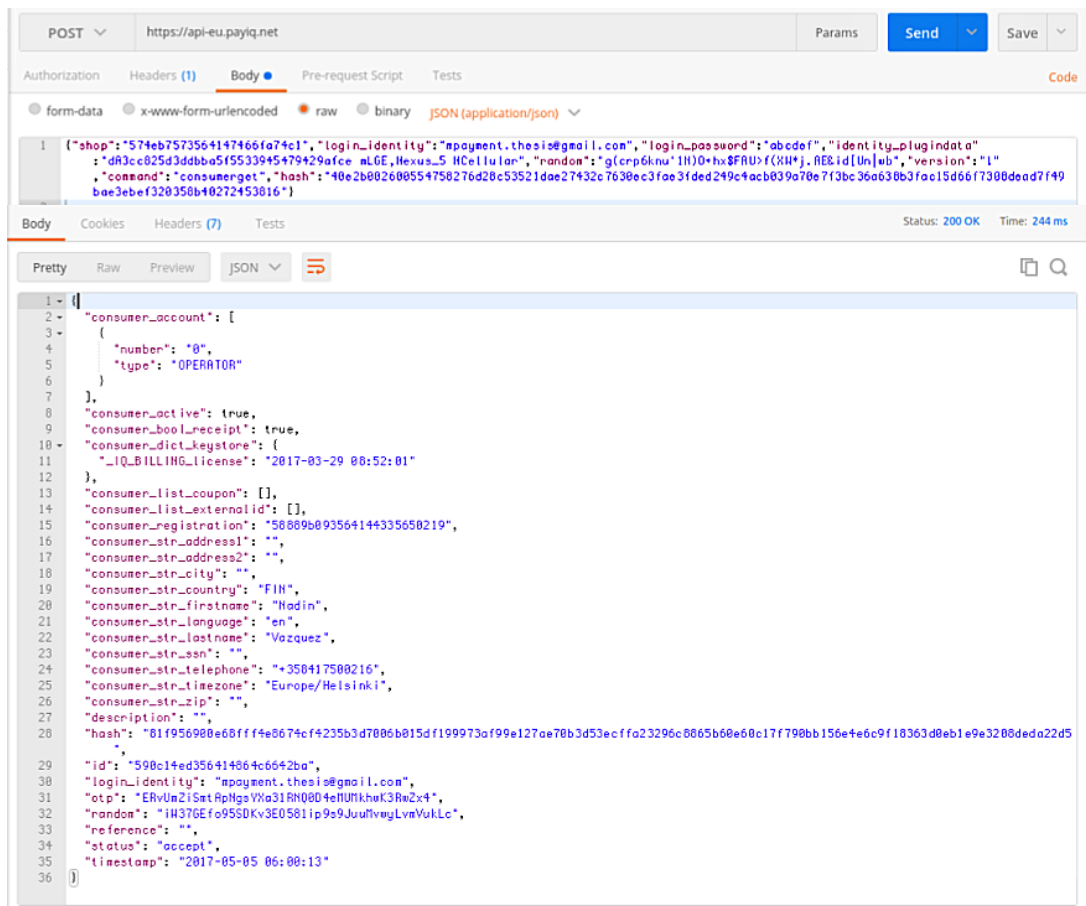 POST https://api-eu.payiq.net Params Send Save
Authorization Headers (1) Body Pre-request Script Tests Code
form-data x-www-form-urlencoded raw binary JSON (application/json)
1 {"shop":"574eb7573564147466fa74c1","login_identity":"mpayment.thesis@gmail.com","login_password":"abcdef","identity_plugindata"
:"dA3cc825d3ddbba5f5533945479429afce mLGE,Nexus_5 NCellular","random":"g(crp6knu'1N)O+hx$FAU>f(XW*j.AE&id[Un|wb","version":"1"
,"command":"consumerget","hash":"40e2b002600554758276d28c53521dae27432c7630ec3fae3fded249c4acb039a70e7f3bc36a638b3fac15d66f7308dead7f49
bae3ebef320358b40272453816"}
Body Cookies Headers (7) Tests Status: 200 OK Time: 244 ms
Pretty Raw Preview JSON
1 {
2 "consumer_account": [
3 {
4 "number": "0",
5 "type": "OPERATOR"
6 }
7 ],
8 "consumer_active": true,
9 "consumer_bool_receipt": true,
10 "consumer_dict_keystore": {
11 "_IQ_BILLING_license": "2017-03-29 08:52:01"
12 },
13 "consumer_list_coupon": [],
14 "consumer_list_externalid": [],
15 "consumer_registration": "58889b093564144335650219",
16 "consumer_str_address1": "",
17 "consumer_str_address2": "",
18 "consumer_str_city": "",
19 "consumer_str_country": "FIN",
20 "consumer_str_firstname": "Nadin",
21 "consumer_str_language": "en",
22 "consumer_str_lastname": "Vazquez",
23 "consumer_str_ssn": "",
24 "consumer_str_telephone": "+358417500216",
25 "consumer_str_timezone": "Europe/Helsinki",
26 "consumer_str_zip": "",
27 "description": "",
28 "hash": "81f956900e68fff4e8674cf4235b3d7006b015df199973af99e127ae70b3d53ecffa23296c8865b60e60c17f790bb156e4e6c9f18363d0eb1e9e3208deda22d5
",
29 "id": "590c14ed356414864c6642ba",
30 "login_identity": "mpayment.thesis@gmail.com",
31 "otp": "ERvUmZiSmtApNgsYXa31RNQ0D4eMUMkhwK3RwZx4",
32 "random": "iW37GEfo95SDKv3EO581ip9s9JuuMvwyLvmVukLc",
33 "reference": "",
34 "status": "accept",
35 "timestamp": "2017-05-05 06:00:13"
36 }